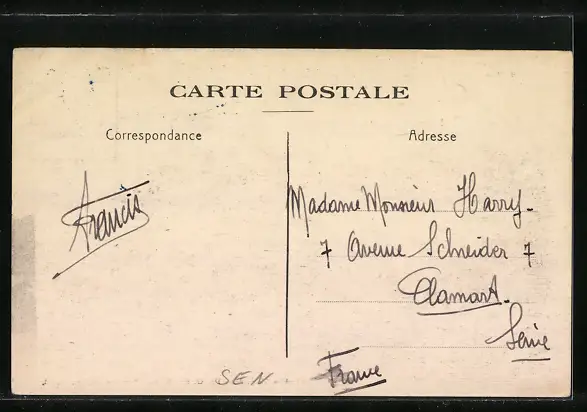 CARTE POSTALE
Correspondance
Adresse
Francis
Madame Monsieur Harry.
7 Avenue Schneider 7
Clamart.
Seine
France
SEN